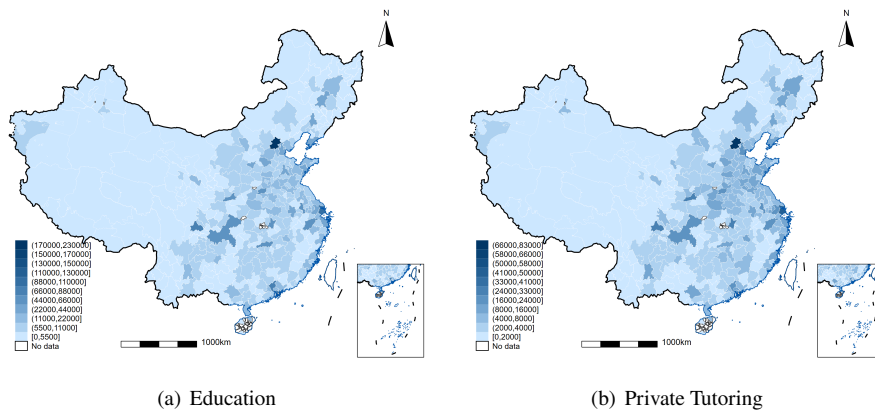 N
(170000,230000]
(150000,170000]
(130000,150000]
(110000,130000]
(88000,110000]
(66000,88000]
(44000,66000]
(22000,44000]
(11000,22000]
(5500,11000]
[0,5500]
No data
1000km
(a) Education
N
(66000,83000]
(58000,66000]
(50000,58000]
(41000,50000]
(33000,41000]
(24000,33000]
(16000,24000]
(8000,16000]
(4000,8000]
(2000,4000]
[0,2000]
No data
1000km
(b) Private Tutoring